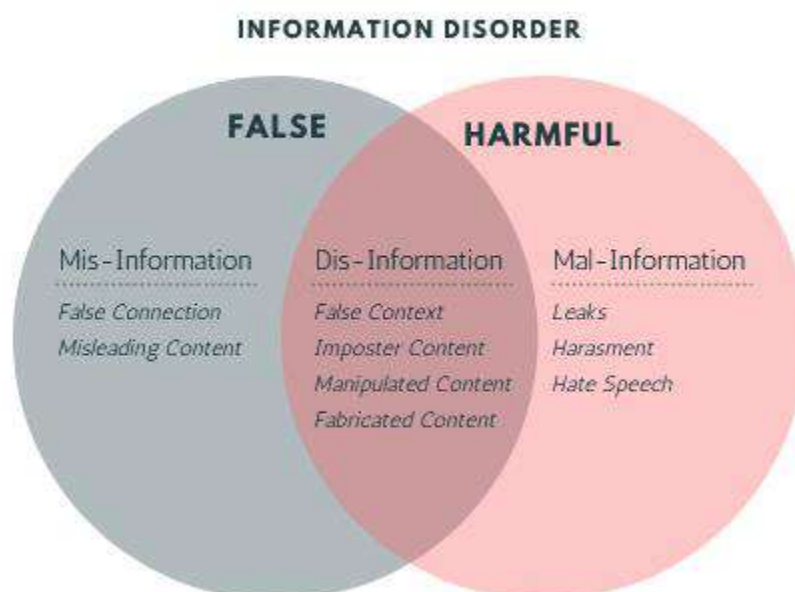 INFORMATION DISORDER
FALSE
HARMFUL
Mis-Information
False Connection
Misleading Content
Dis-Information
False Context
Imposter Content
Manipulated Content
Fabricated Content
Mal-Information
Leaks
Harasment
Hate Speech